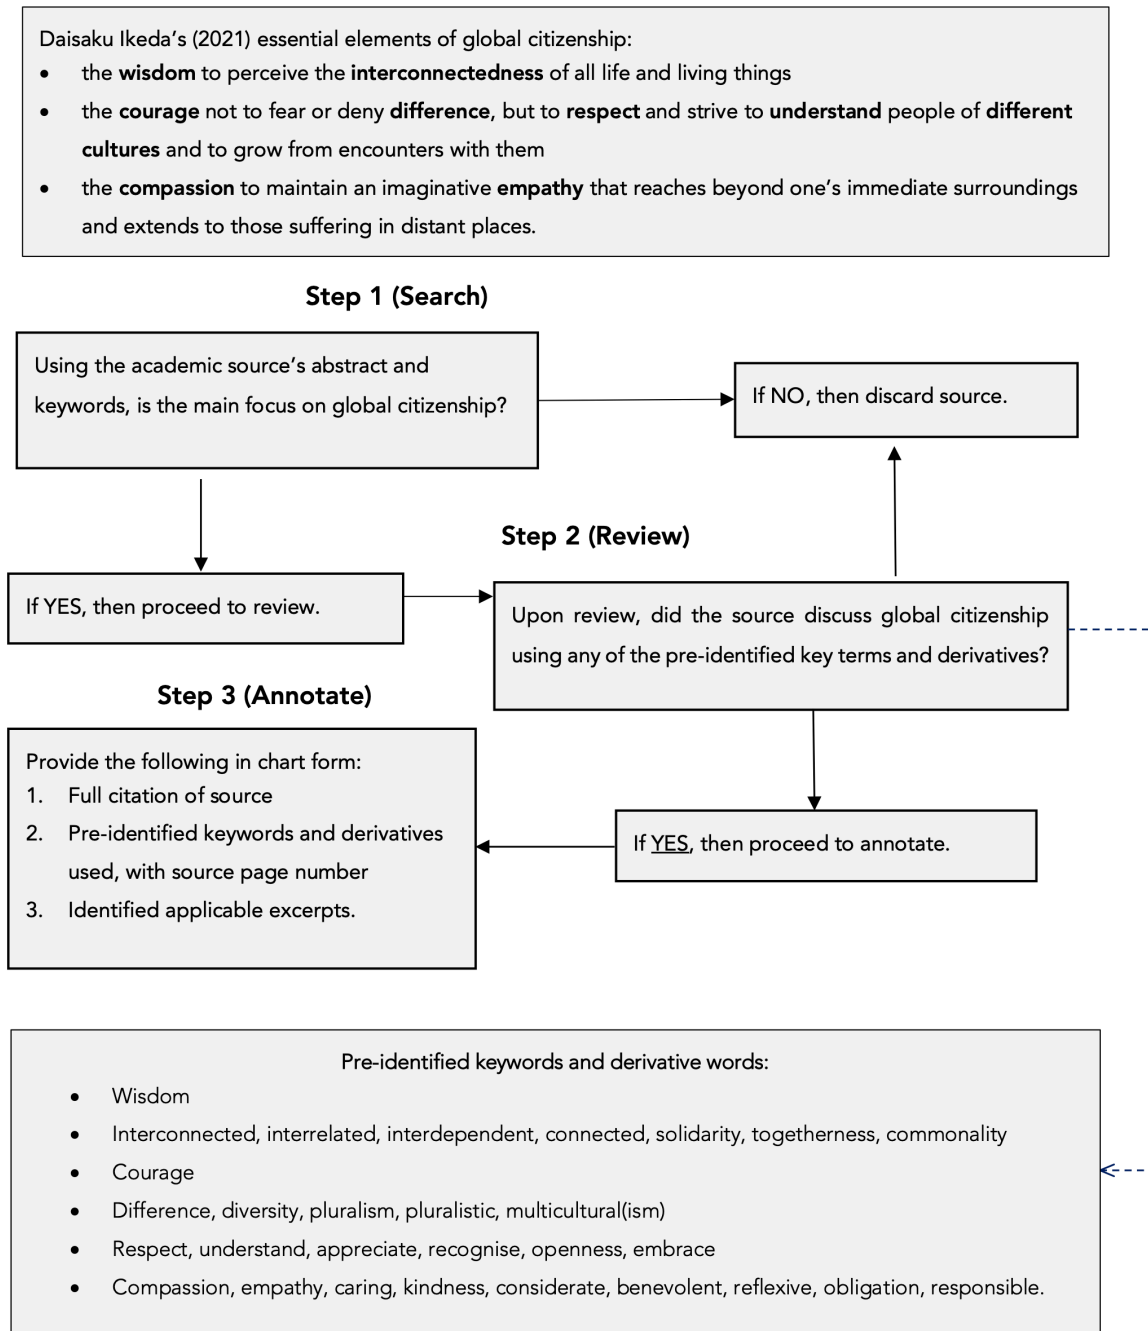 Daisaku Ikeda’s (2021) essential elements of global citizenship:
• the wisdom to perceive the interconnectedness of all life and living things
• the courage not to fear or deny difference, but to respect and strive to understand people of different
cultures and to grow from encounters with them
• the compassion to maintain an imaginative empathy that reaches beyond one’s immediate surroundings
and extends to those suffering in distant places.
Step 1 (Search)
Using the academic source’s abstract and
keywords, is the main focus on global citizenship?
If NO, then discard source.
Step 2 (Review)
If YES, then proceed to review.
Upon review, did the source discuss global citizenship
using any of the pre-identified key terms and derivatives?
Step 3 (Annotate)
Provide the following in chart form:
1. Full citation of source
2. Pre-identified keywords and derivatives
used, with source page number
3. Identified applicable excerpts.
If YES, then proceed to annotate.
Pre-identified keywords and derivative words:
• Wisdom
• Interconnected, interrelated, interdependent, connected, solidarity, togetherness, commonality
• Courage
• Difference, diversity, pluralism, pluralistic, multicultural(ism)
• Respect, understand, appreciate, recognise, openness, embrace
• Compassion, empathy, caring, kindness, considerate, benevolent, reflexive, obligation, responsible.